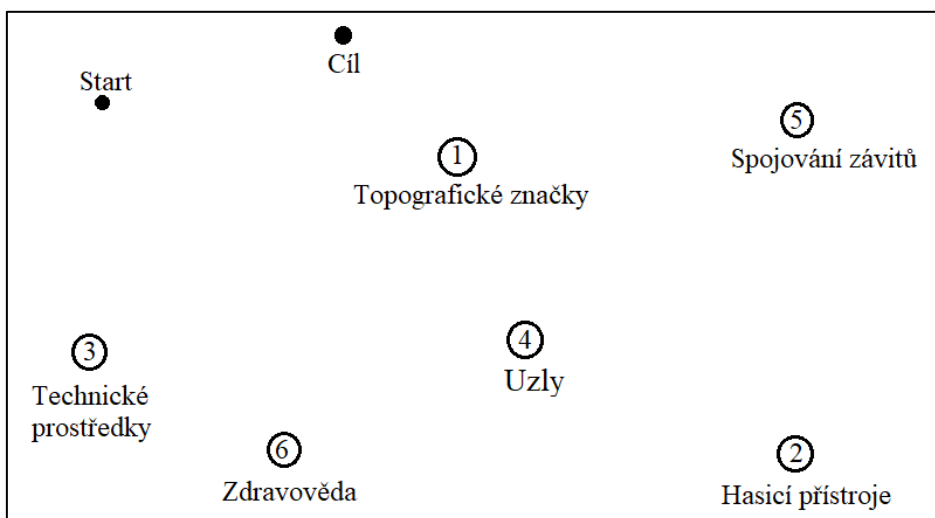 Cíl
Start
5
1
Spojování závitů
Topografické značky
4
3
Uzly
Technické
prostředky
6
2
Zdravověda
Hasicí přístroje